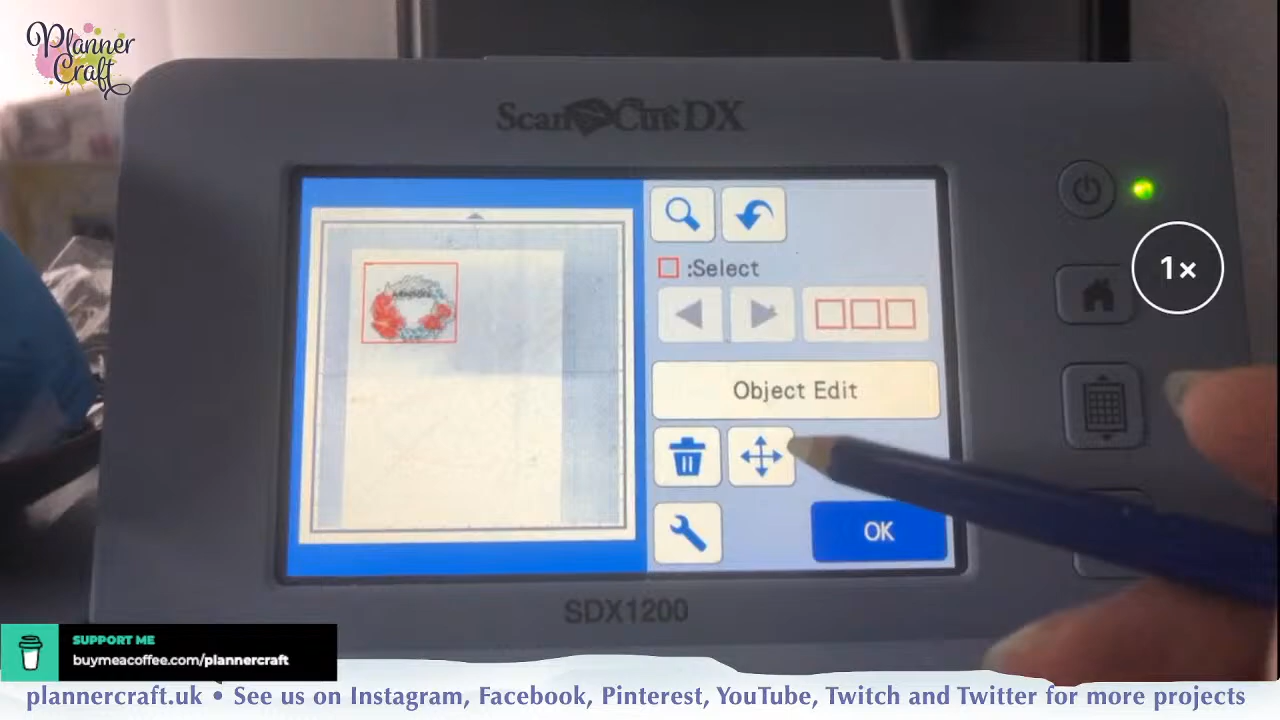 Planner
Craft
ScanNCut DX
:Select
1×
Object Edit
OK
SDX1200
SUPPORT ME
buymeacoffee.com/plannercraft
plannercraft.uk • See us on Instagram, Facebook, Pinterest, YouTube, Twitch and Twitter for more projects